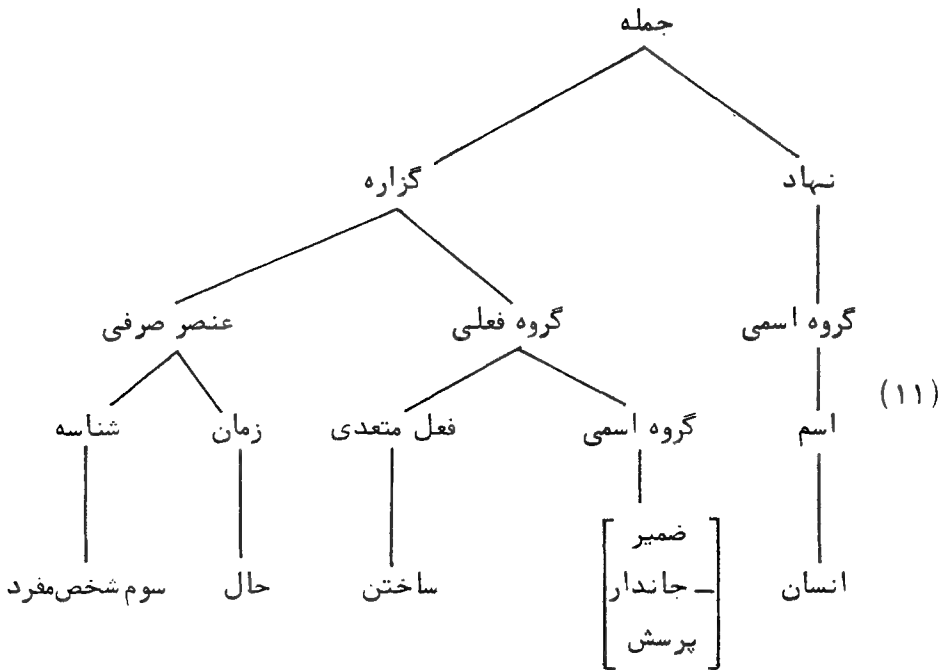 جمله
نهاد گزاره
گروه اسمی گروه فعلی عنصر صرفی
(۱۱)
اسم گروه اسمی فعل متعدی زمان شناسه
ضمیر
انسان ـ جاندار ساختن حال سوم شخص مفرد
پرسش